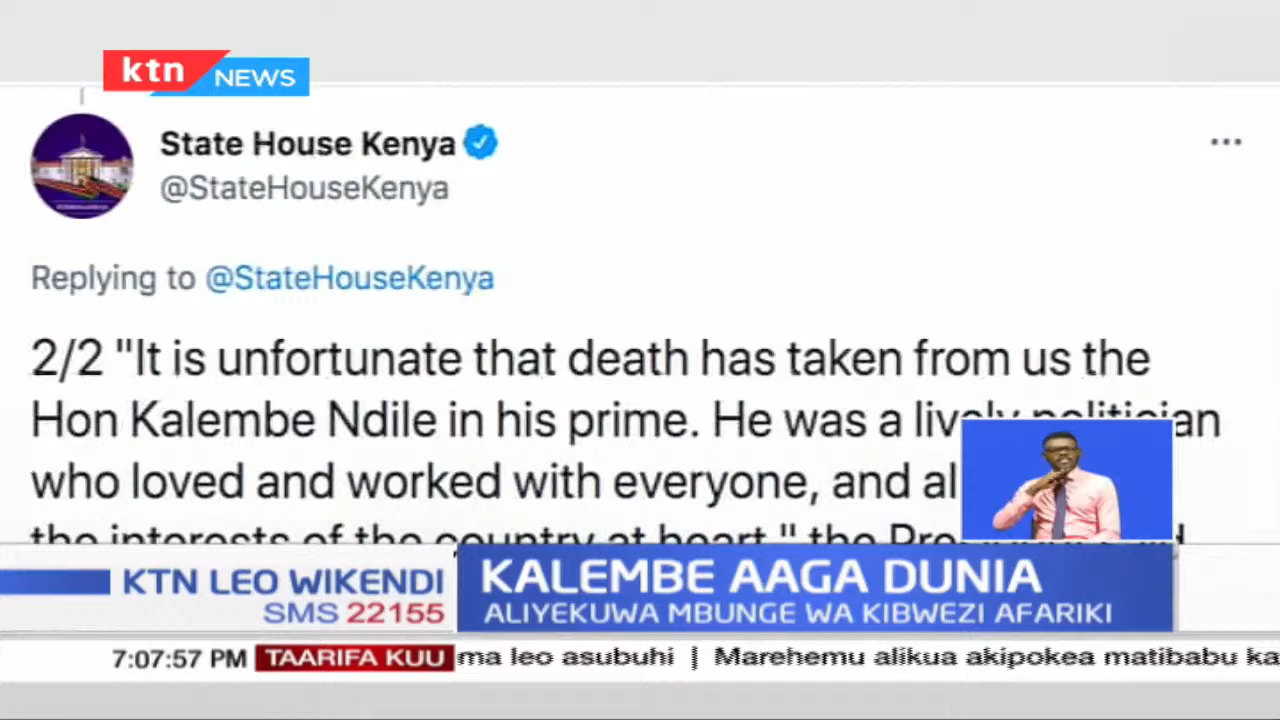 ktn NEWS
State House Kenya
@StateHouseKenya
Replying to @StateHouseKenya
2/2 "It is unfortunate that death has taken from us the
Hon Kalembe Ndile in his prime. He was a lively politician
who loved and worked with everyone, and al
the interests of the country at heart." the
KTN LEO WIKENDI
SMS 22155
KALEMBE AAGA DUNIA
ALIYEKUWA MBUNGE WA KIBWEZI AFARIKI
7:07:57 PM TAARIFA KUU ma leo asubuhi | Marehemu alikua akipokea matibabu ka